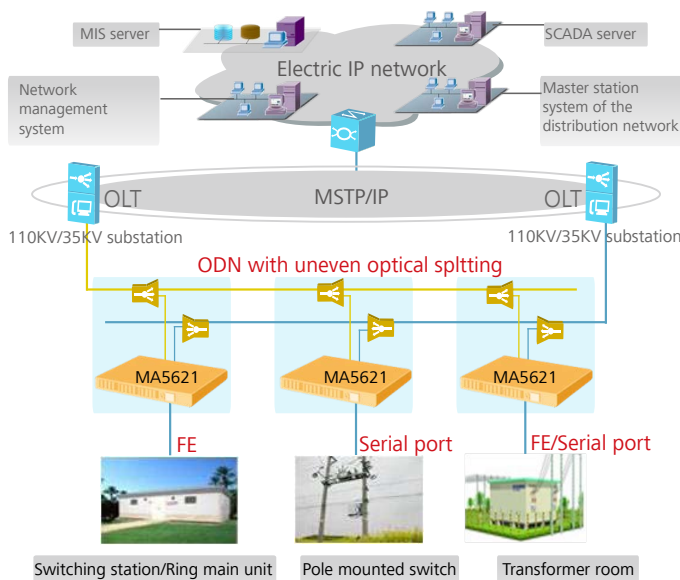 MIS server
SCADA server
Electric IP network
Network
management
system
Master station
system of the
distribution network
OLT
MSTP/IP
OLT
110KV/35KV substation
110KV/35KV substation
ODN with uneven optical spltting
MA5621
MA5621
MA5621
FE
Serial port
FE/Serial port
Switching station/Ring main unit
Pole mounted switch
Transformer room